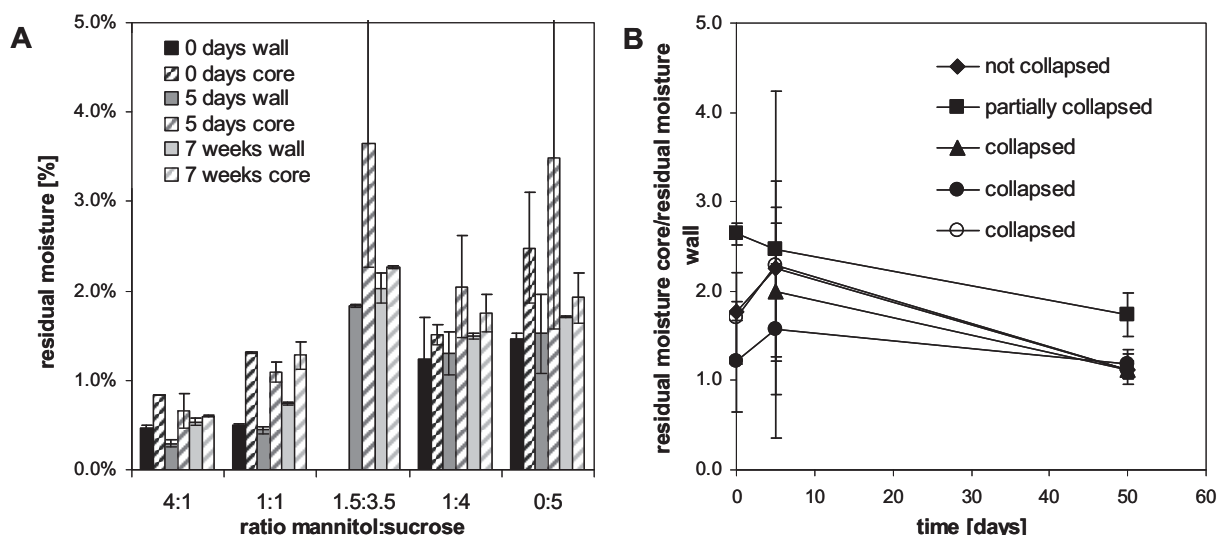 A
5.0%
4.0%
3.0%
2.0%
1.0%
0.0%
residual moisture [%]
0 days wall
0 days core
5 days wall
5 days core
7 weeks wall
7 weeks core
4:1
1:1
1.5:3.5
1:4
0:5
ratio mannitol:sucrose
B
5.0
4.0
3.0
2.0
1.0
0.0
residual moisture core/residual moisture
wall
not collapsed
partially collapsed
collapsed
collapsed
collapsed
0
10
20
30
40
50
60
time [days]